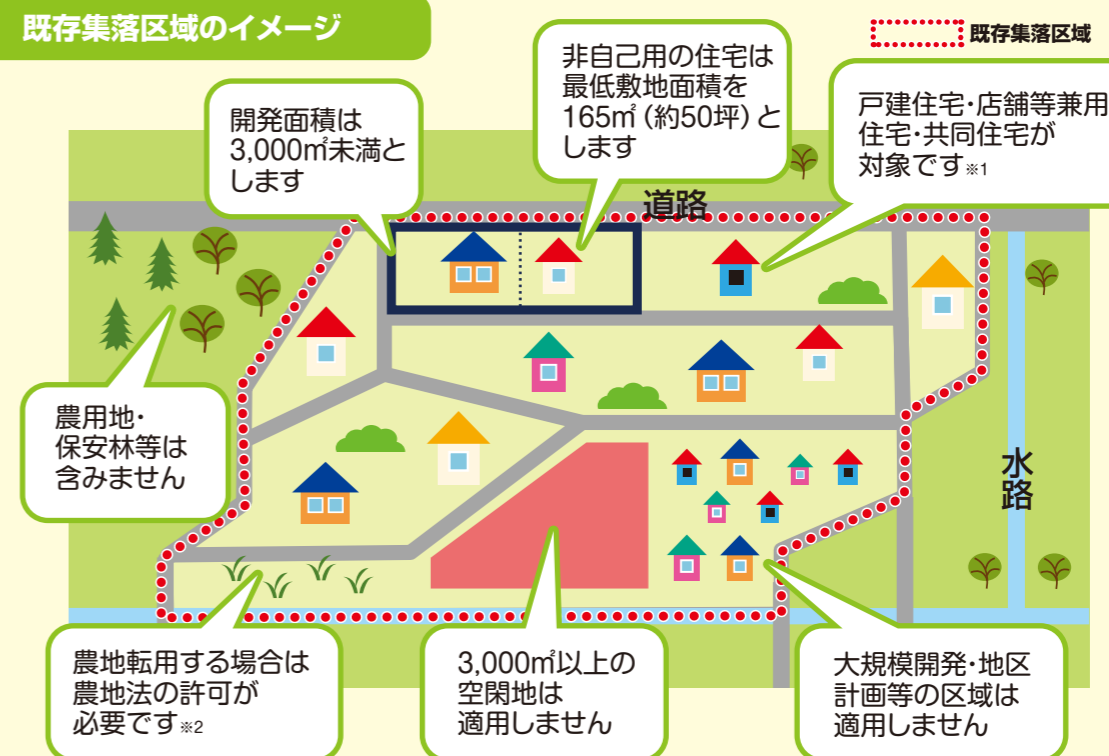 既存集落区域のイメージ
既存集落区域
開発面積は
3,000㎡未満と
します
非自己用の住宅は
最低敷地面積を
165㎡(約50坪)と
します
戸建住宅・店舗等兼用
住宅・共同住宅が
対象です※1
道路
農用地・
保安林等は
含みません
水路
農地転用する場合は
農地法の許可が
必要です※2
3,000㎡以上の
空閑地は
適用しません
大規模開発・地区
計画等の区域は
適用しません